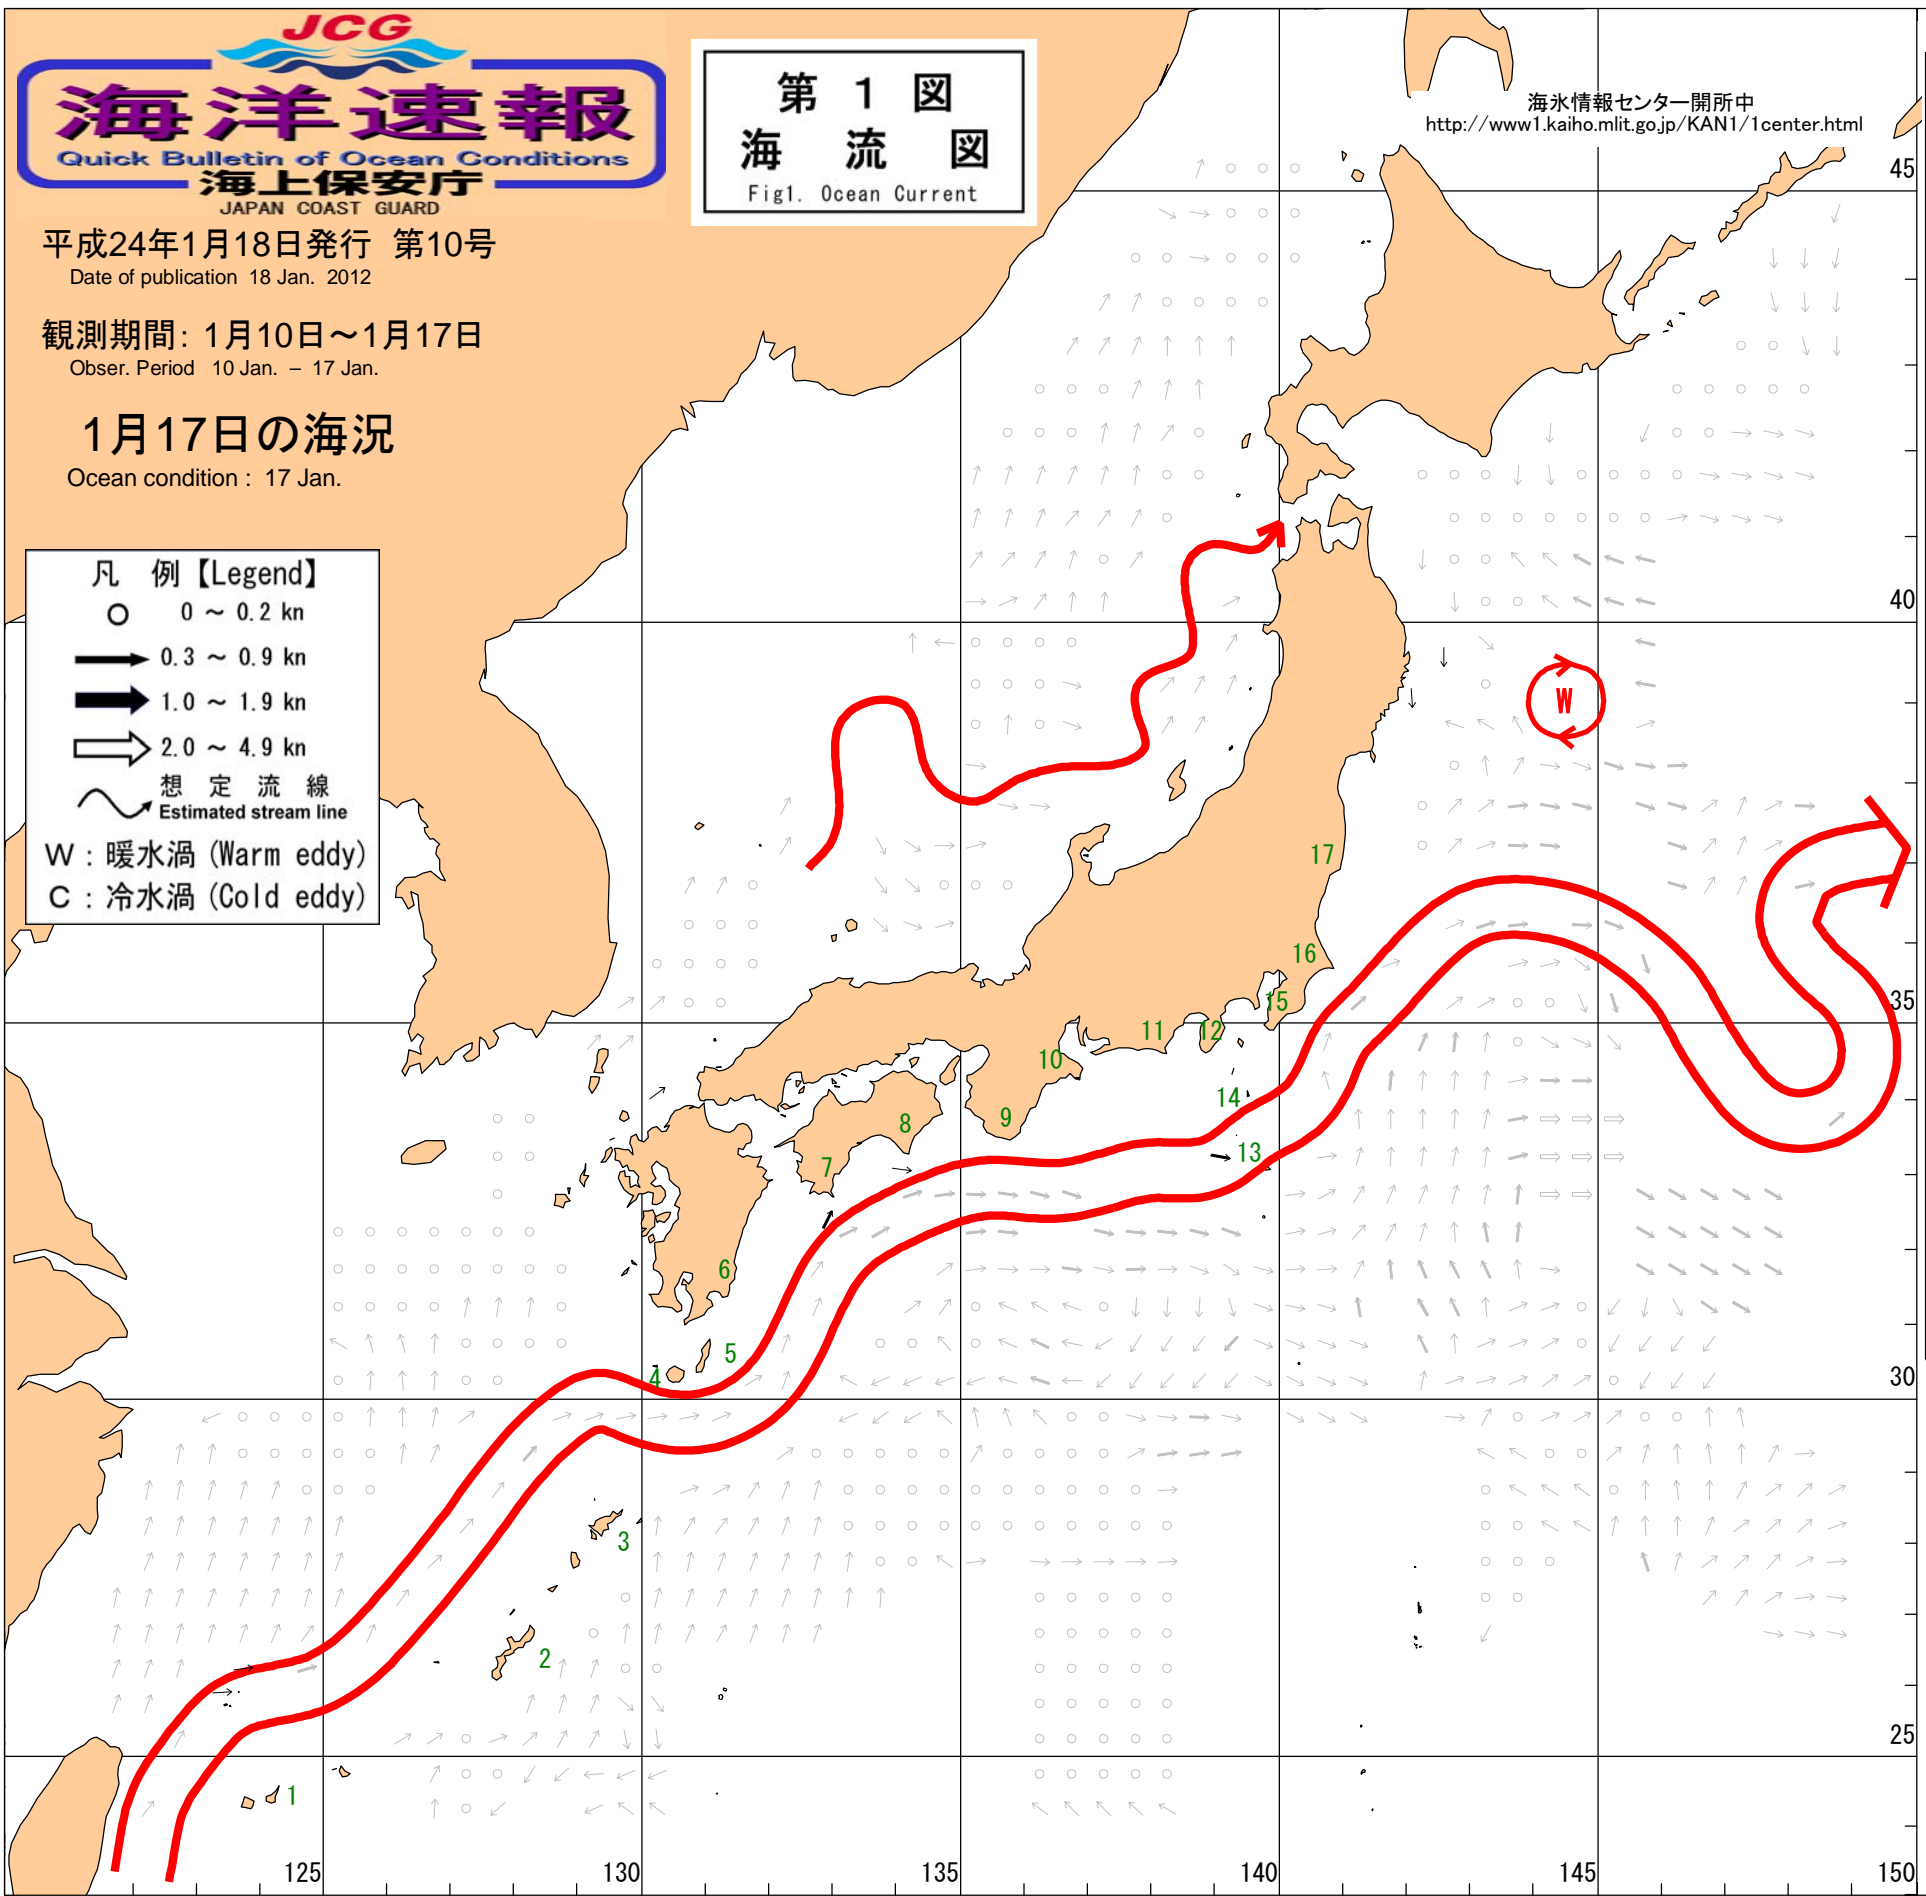 JCG
海洋速報
Quick Bulletin of Ocean Conditions
海上保安庁
JAPAN COAST GUARD
平成24年1月18日発行 第10号
Date of publication 18 Jan. 2012
観測期間: 1月10日~1月17日
Obser. Period 10 Jan. – 17 Jan.
1月17日の海況
Ocean condition : 17 Jan.
第 1 図
海 流 図
Fig1. Ocean Current
海氷情報センター開所中
http://www1.kaiho.mlit.go.jp/KAN1/1center.html
凡 例【Legend】
0 ~ 0.2 kn
0.3 ~ 0.9 kn
1.0 ~ 1.9 kn
2.0 ~ 4.9 kn
想 定 流 線
Estimated stream line
W : 暖水渦 (Warm eddy)
C : 冷水渦 (Cold eddy)
45
40
W
17
16
35
15
12
11
10
14
9
8
13
7
6
5
4
30
3
2
25
1
125
130
135
140
145
150